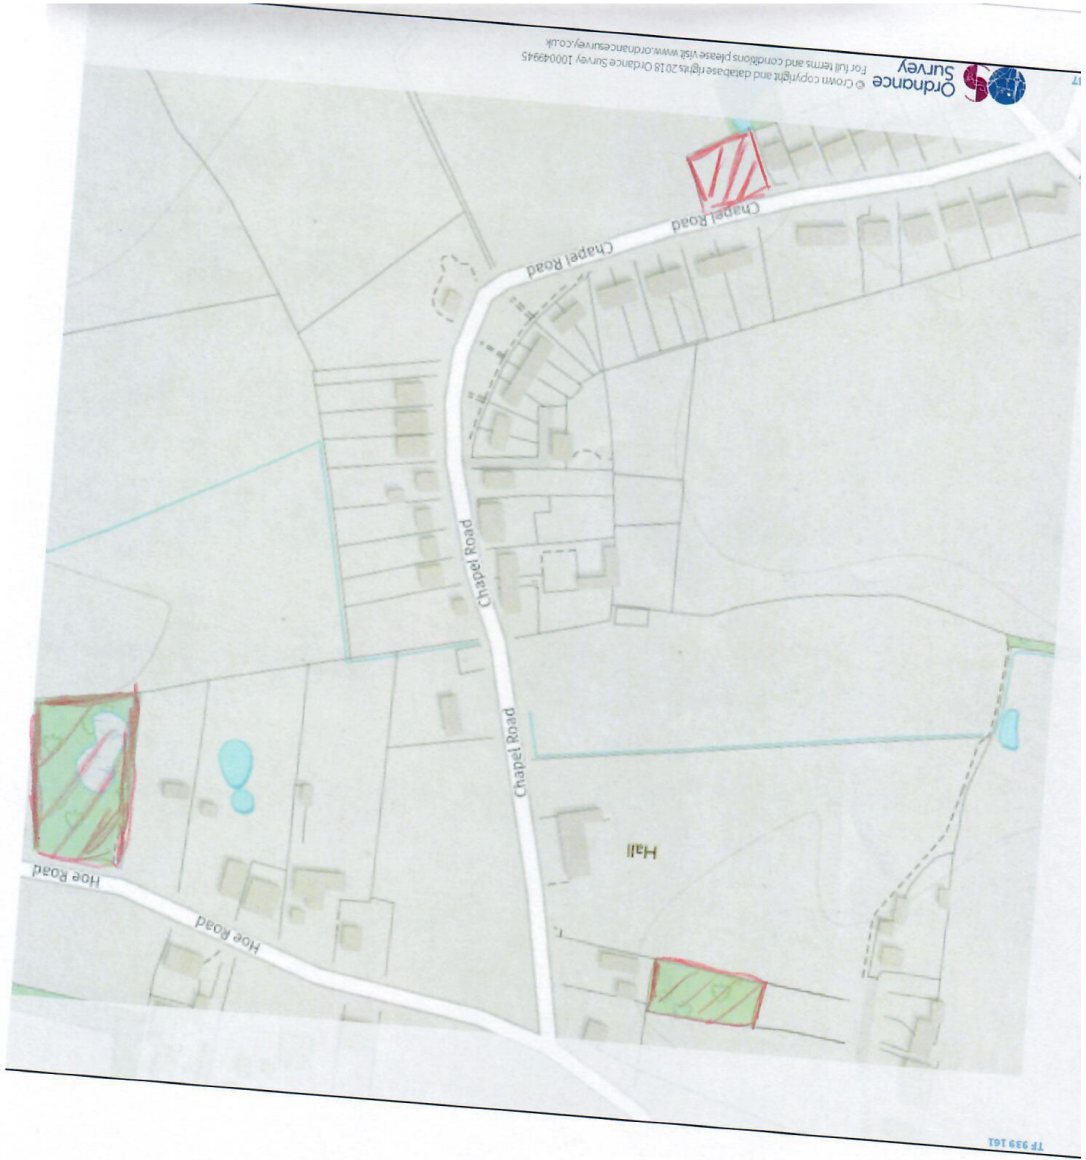 Ordnance
Survey
© Crown copyright and database rights 2018 Ordance Survey 100049945
For full terms and conditions please visit www.ordnancesurvey.co.uk
Chapel Road
Chapel Road
Chapel Road
Chapel Road
Hall
Hoe Road
Hoe Road
TF 939 161